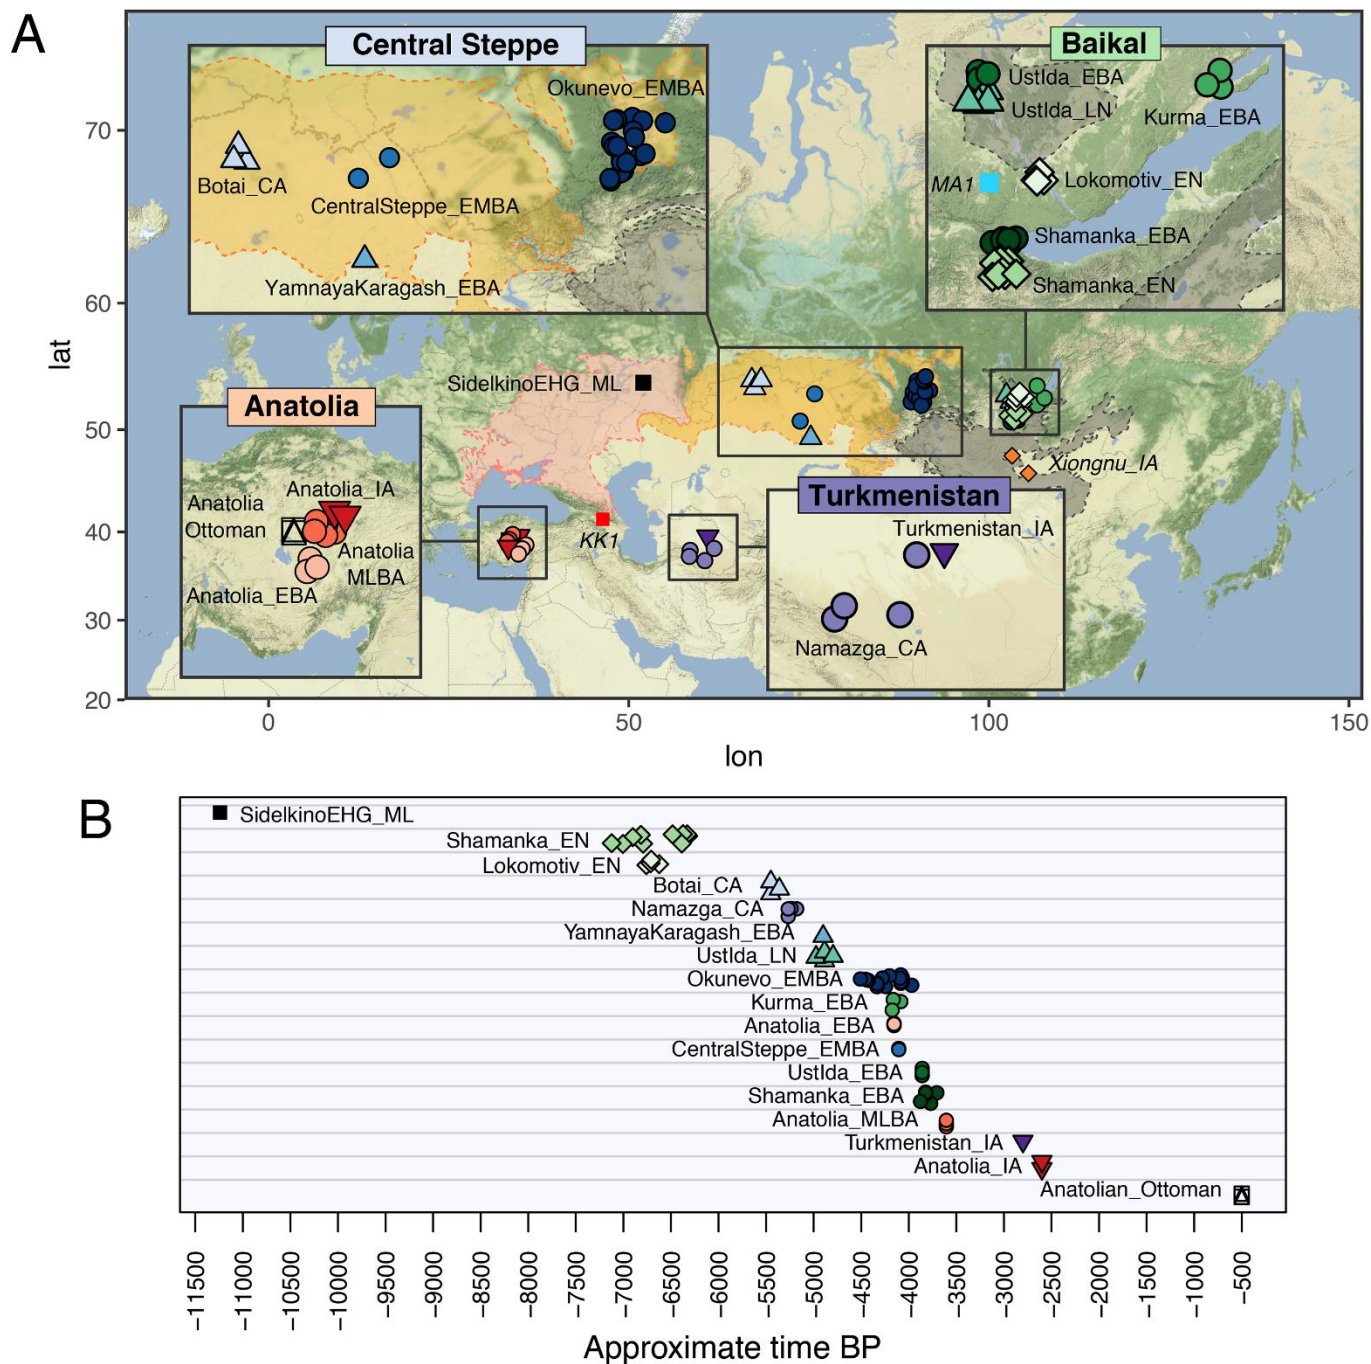 A
Central Steppe
Baikal
Okunevo_EMBA
Botai_CA
CentralSteppe_EMBA
YamnayaKaragash_EBA
UstIda_EBA
UstIda_LN
Kurma_EBA
MA1
Lokomotiv_EN
Shamanka_EBA
Shamanka_EN
70
60
50
40
30
20
lat
SidelkinoEHG_ML
Anatolia
Anatolia_IA
Anatolia
Ottoman
Anatolia
MLBA
Anatolia_EBA
KK1
Xiongnu_IA
Turkmenistan
Turkmenistan_IA
Namazga_CA
0
50
100
150
lon
B
SidelkinoEHG_ML
Shamanka_EN
Lokomotiv_EN
Botai_CA
Namazga_CA
YamnayaKaragash_EBA
UstIda_LN
Okunevo_EMBA
Kurma_EBA
Anatolia_EBA
CentralSteppe_EMBA
UstIda_EBA
Shamanka_EBA
Anatolia_MLBA
Turkmenistan_IA
Anatolia_IA
Anatolian_Ottoman
−11500
−11000
−10500
−10000
−9500
−9000
−8500
−8000
−7500
−7000
−6500
−6000
−5500
−5000
−4500
−4000
−3500
−3000
−2500
−2000
−1500
−1000
−500
Approximate time BP